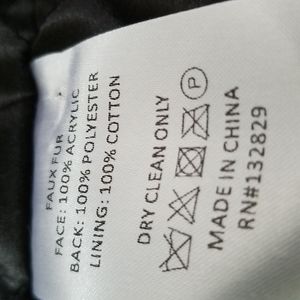 FAUX FUR
FACE: 100% ACRYLIC
BACK: 100% POLYESTER
LINING: 100% COTTON
DRY CLEAN ONLY
P
MADE IN CHINA
RN#132829